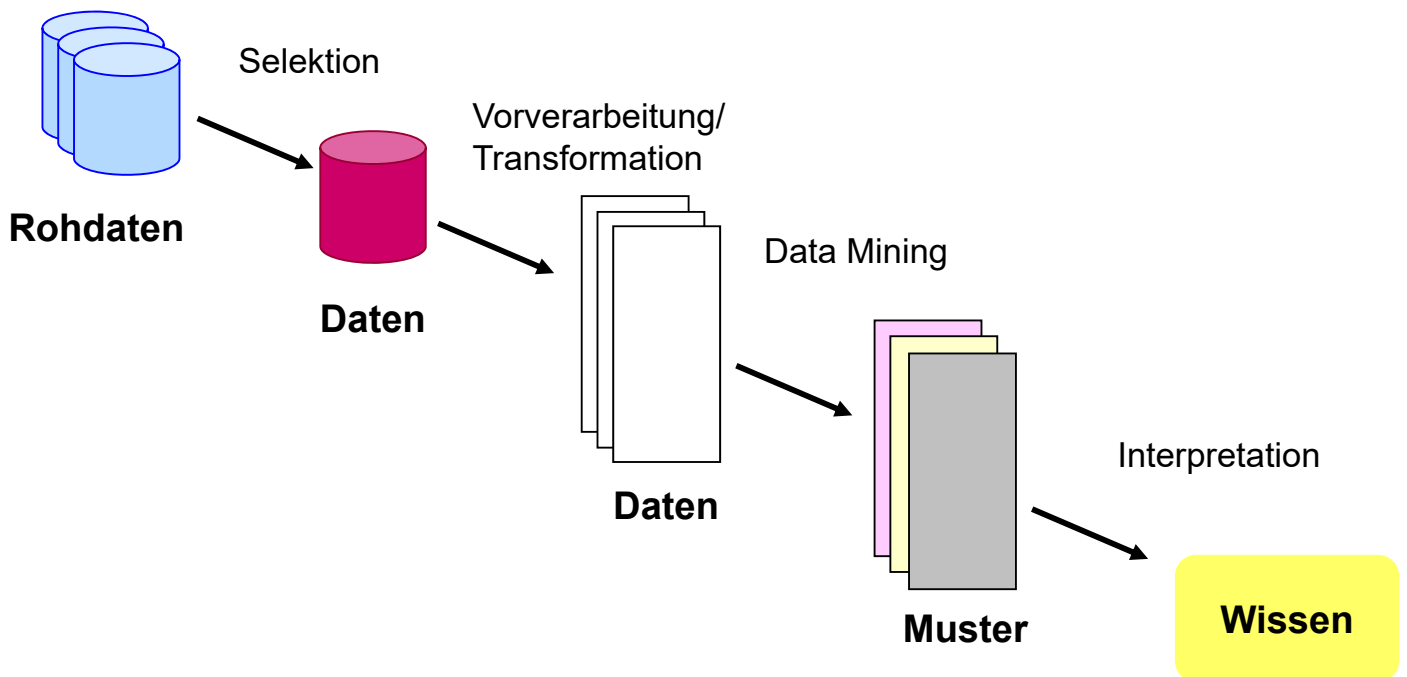 Selektion
Rohdaten
Vorverarbeitung/
Transformation
Daten
Data Mining
Daten
Interpretation
Muster
Wissen